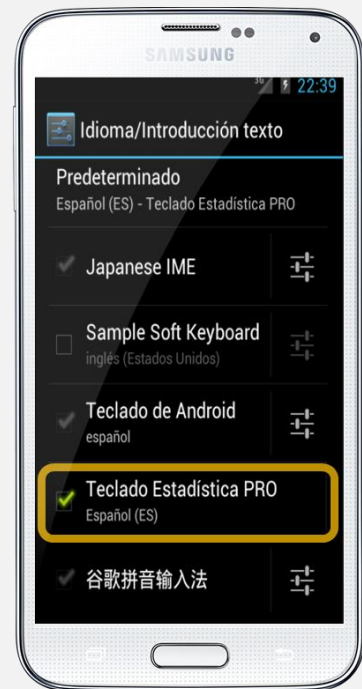 SAMSUNG
3G 22:39
Idioma/Introducción texto
Predeterminado
Español (ES) - Teclado Estadística PRO
Japanese IME
Sample Soft Keyboard
inglés (Estados Unidos)
Teclado de Android
español
Teclado Estadística PRO
Español (ES)
谷歌拼音输入法